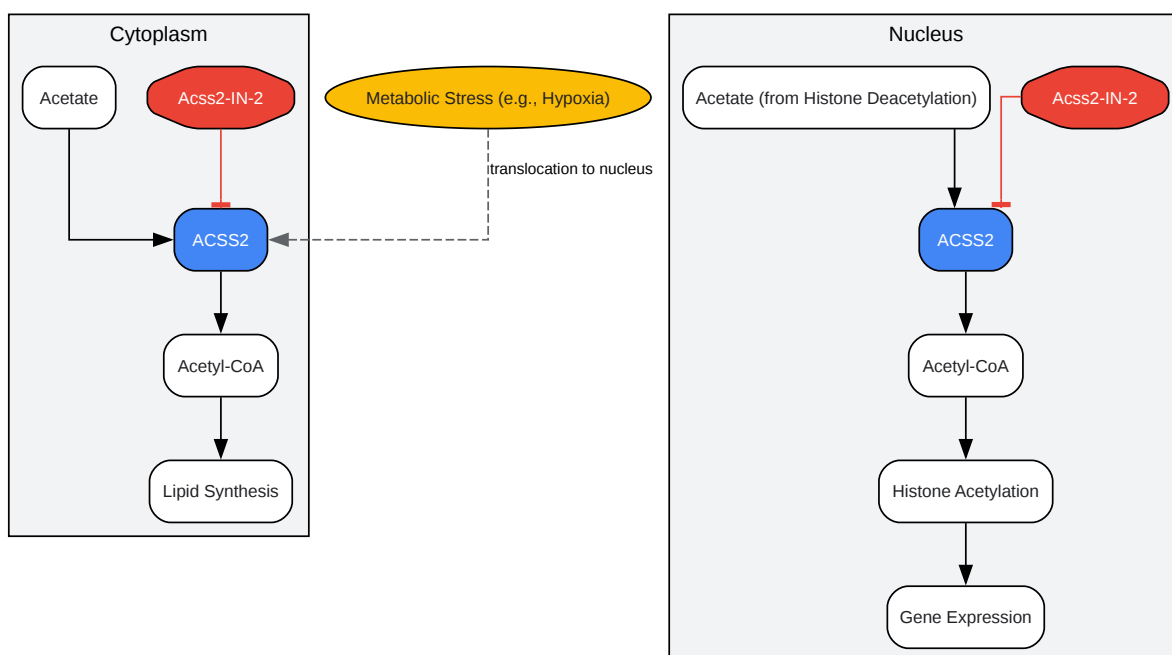 Cytoplasm
Acetate
Acss2-IN-2
ACSS2
Acetyl-CoA
Lipid Synthesis
Metabolic Stress (e.g., Hypoxia)
translocation to nucleus
Nucleus
Acetate (from Histone Deacetylation)
Acss2-IN-2
ACSS2
Acetyl-CoA
Histone Acetylation
Gene Expression